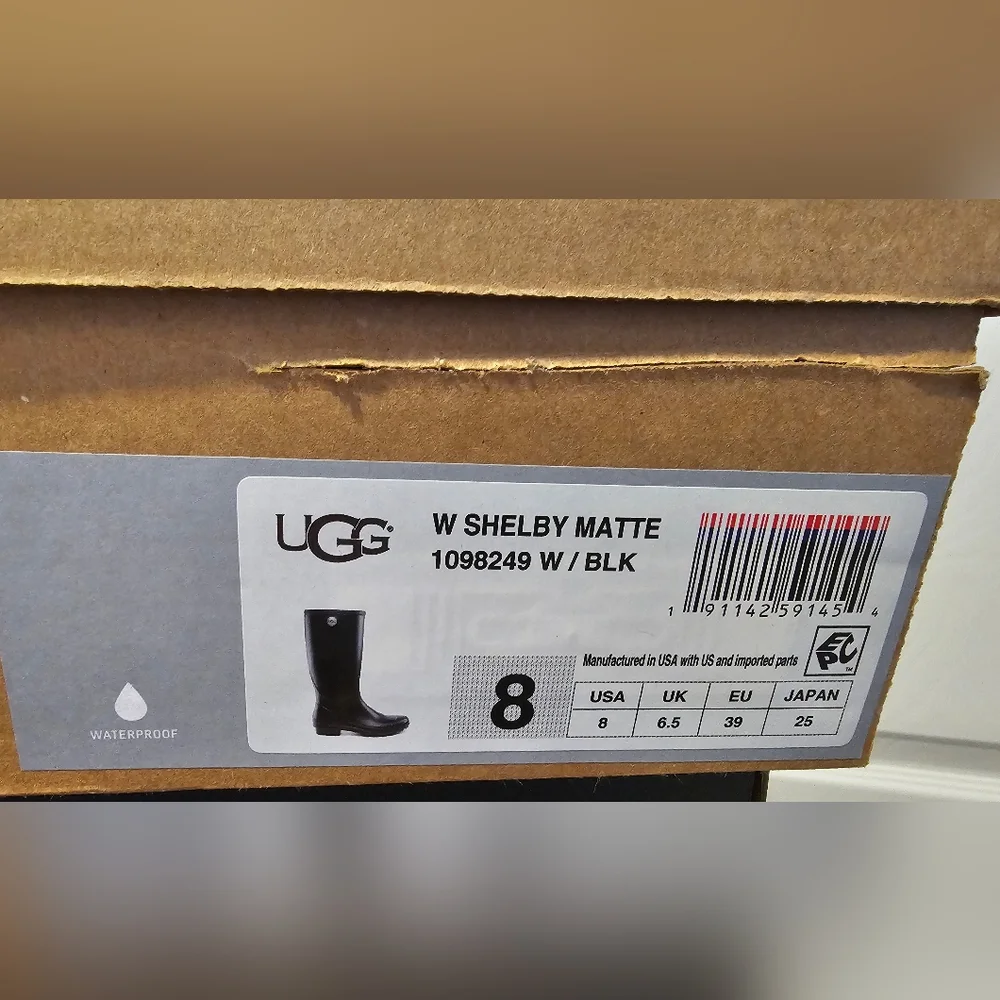 UGG®
W SHELBY MATTE
1098249 W / BLK
1 91142 59145 4
Manufactured in USA with US and imported parts
EPC™
8
USA UK EU JAPAN
8 6.5 39 25
WATERPROOF